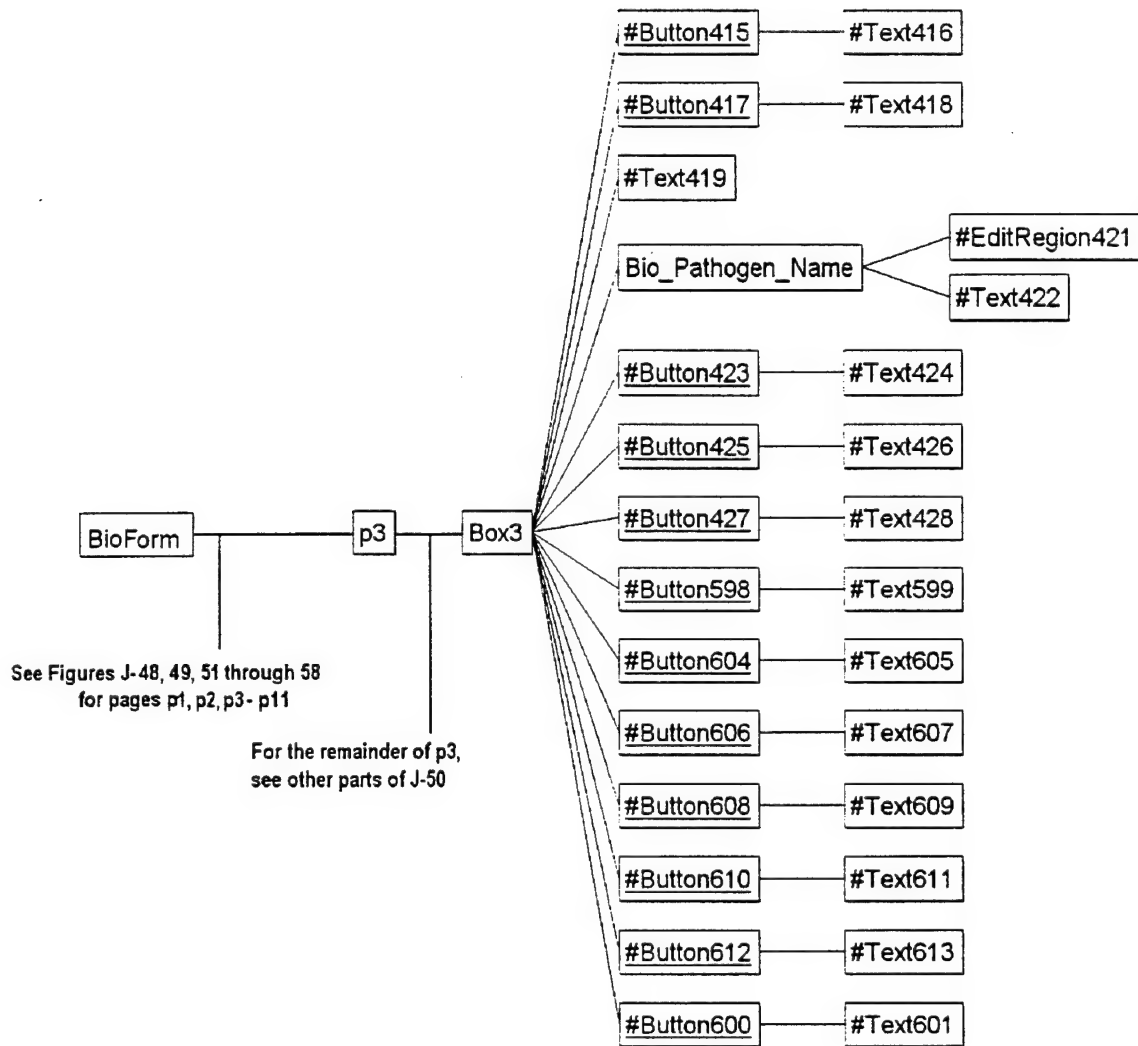 #Button415 #Text416
#Button417 #Text418
#Text419
#EditRegion421
Bio_Pathogen_Name
#Text422
#Button423 #Text424
#Button425 #Text426
#Button427 #Text428
BioForm p3 Box3
#Button598 #Text599
#Button604 #Text605
See Figures J-48, 49, 51 through 58
for pages p1, p2, p3- p11
#Button606 #Text607
For the remainder of p3,
see other parts of J-50
#Button608 #Text609
#Button610 #Text611
#Button612 #Text613
#Button600 #Text601